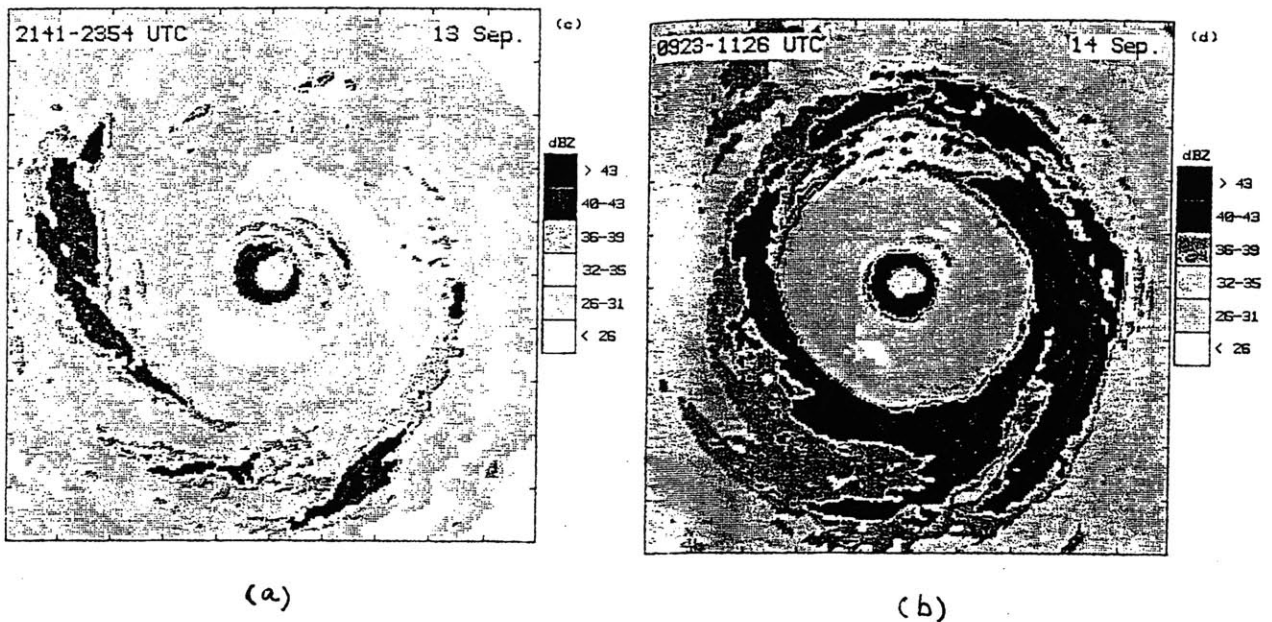 2141-2354 UTC
13 Sep.
(c)
dBZ
> 43
40-43
36-39
32-35
26-31
< 26
(a)
0923-1126 UTC
14 Sep.
(d)
dBZ
> 43
40-43
36-39
32-35
26-31
< 26
(b)